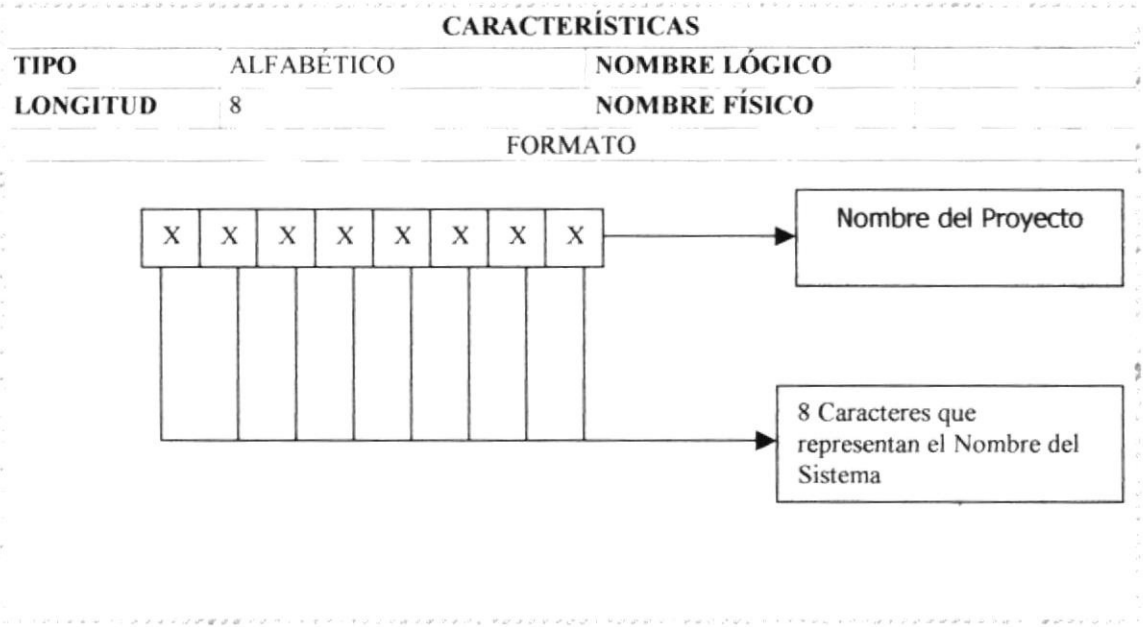 CARACTERÍSTICAS
TIPO ALFABÉTICO NOMBRE LÓGICO
LONGITUD 8 NOMBRE FÍSICO
FORMATO
X X X X X X X X
Nombre del Proyecto
8 Caracteres que
representan el Nombre del
Sistema